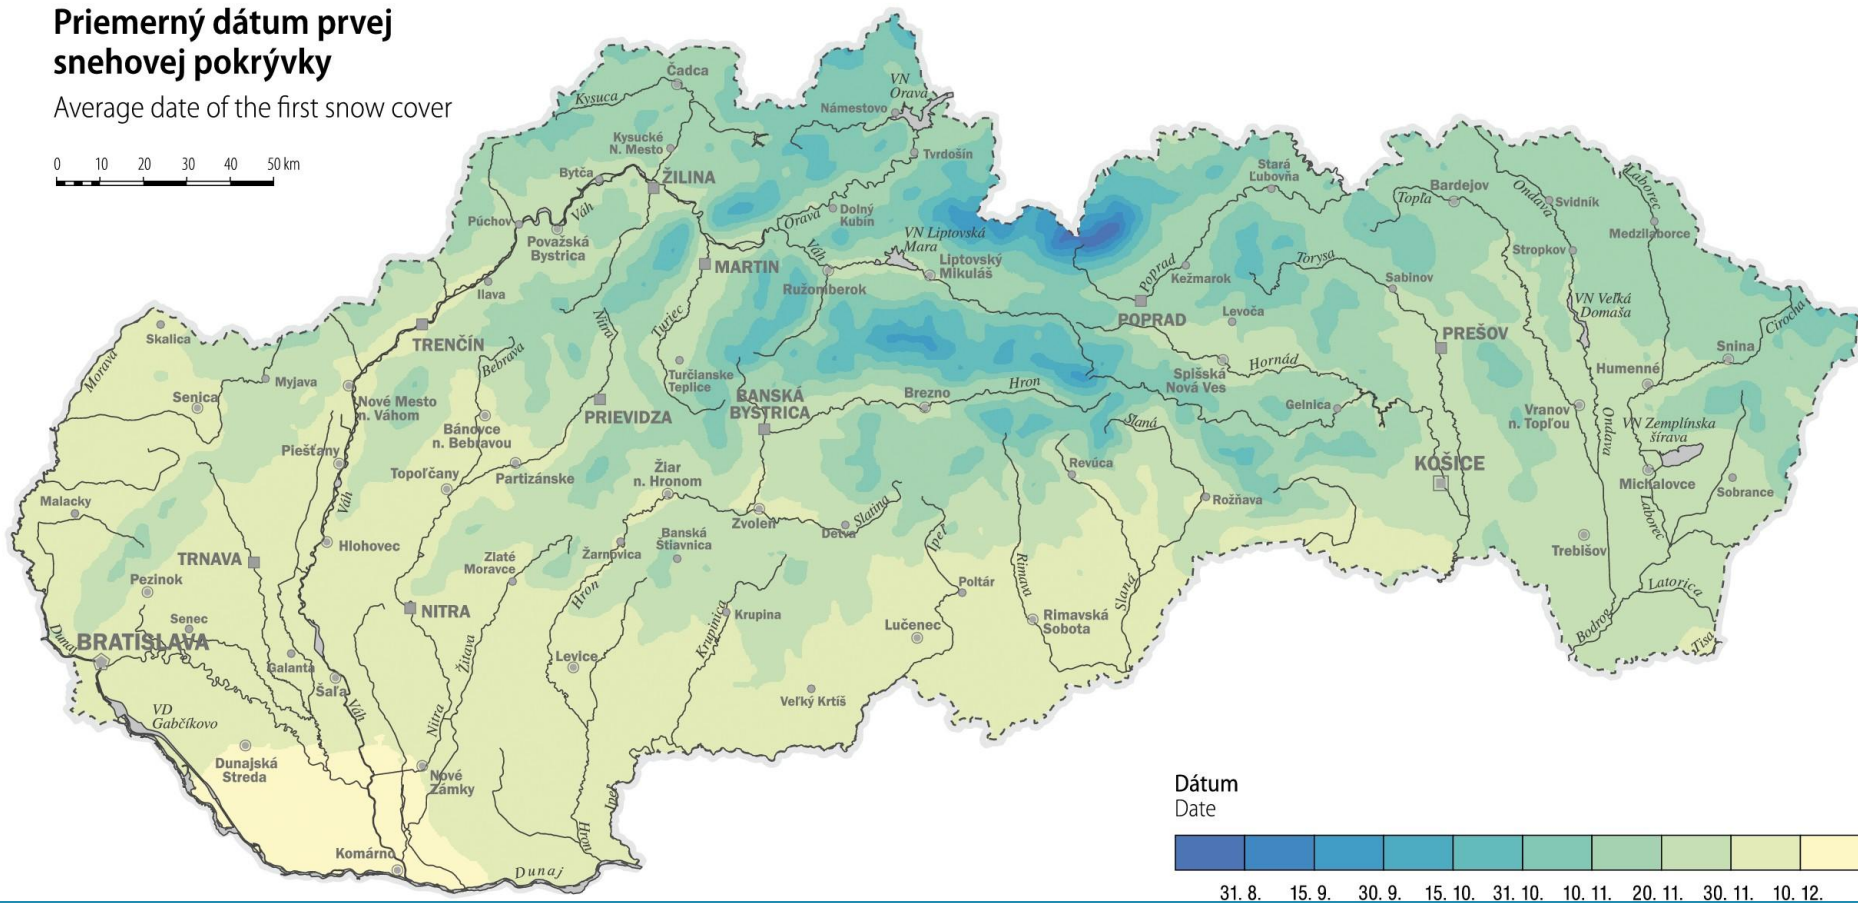 Priemerný dátum prvej
snehovej pokrývky
Average date of the first snow cover
0 10 20 30 40 50 km
Čadca
Kysuca
VN
Orava
Námestovo
Kysucké
N. Mesto
Tvrdošín
Bytča
ŽILINA
Váh
Púchov
Považská
Bystrica
Orava
Dolný
Kubín
VN Liptovská
Mara
Váh
Liptovský
Mikuláš
MARTIN
Ružomberok
Ilava
Stará
Ľubovňa
Topľa
Bardejov
Ondava
Svidník
Laborec
Medzilaborce
Stropkov
Torysa
Sabinov
Poprad
Kežmarok
POPRAD
Levoča
VN Veľká
Domaša
Cirocha
PREŠOV
Snina
Humenné
Skalica
Morava
TRENČÍN
Nitra
Turiec
Bebrava
Turčianske
Teplice
Myjava
Senica
Nové Mesto
n. Váhom
PRIEVIDZA
BANSKÁ
BYSTRICA
Brezno
Hron
Spišská
Nová Ves
Hornád
Gelnica
Slaná
Vranov
n. Topľou
Ondava
VN Zemplínska
šírava
Bánovce
n. Bebravou
Piešťany
Topoľčany
Partizánske
Žiar
n. Hronom
Revúca
KOŠICE
Michalovce
Sobrance
Malacky
Váh
Rožňava
Zvolen
Slatina
Detva
Laborec
Hlohovec
TRNAVA
Zlaté
Moravce
Žarnovica
Banská
Štiavnica
Ipeľ
Trebišov
Pezinok
Hron
Poltár
Rimava
Slaná
Latorica
Senec
NITRA
Krupina
Krupinica
Lučenec
Rimavská
Sobota
Bodrog
Tisa
Dunaj
BRATISLAVA
Galanta
Žitava
Levice
Šaľa
Veľký Krtíš
Váh
Nitra
VD
Gabčíkovo
Dunajská
Streda
Nové
Zámky
Ipeľ
Hron
Komárno
Dunaj
Dátum
Date
31. 8. 15. 9. 30. 9. 15. 10. 31. 10. 10. 11. 20. 11. 30. 11. 10. 12.